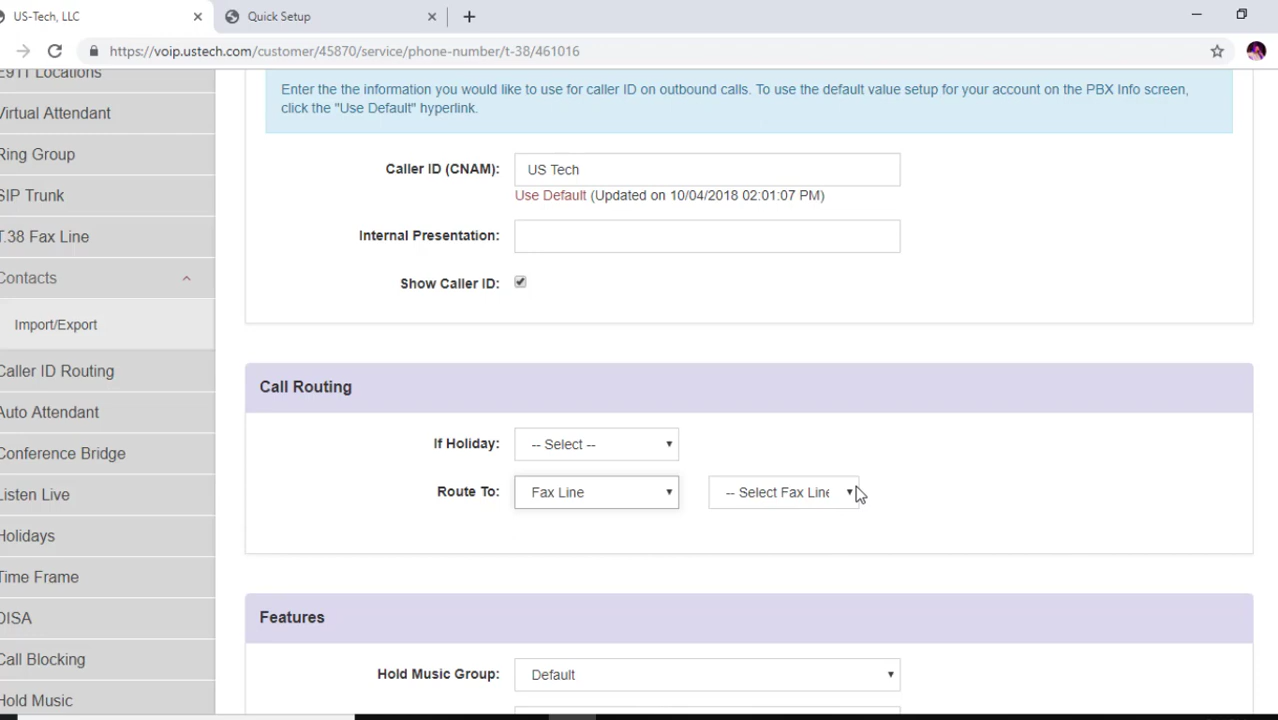 US-Tech, LLC
Quick Setup
https://voip.ustech.com/customer/45870/service/phone-number/t-38/461016
E911 Locations
Virtual Attendant
Ring Group
SIP Trunk
T.38 Fax Line
Contacts
Import/Export
Caller ID Routing
Auto Attendant
Conference Bridge
Listen Live
Holidays
Time Frame
DISA
Call Blocking
Hold Music
Enter the the information you would like to use for caller ID on outbound calls. To use the default value setup for your account on the PBX Info screen,
click the "Use Default" hyperlink.
Caller ID (CNAM): US Tech
Use Default (Updated on 10/04/2018 02:01:07 PM)
Internal Presentation:
Show Caller ID:
Call Routing
If Holiday: -- Select --
Route To: Fax Line -- Select Fax Line
Features
Hold Music Group: Default